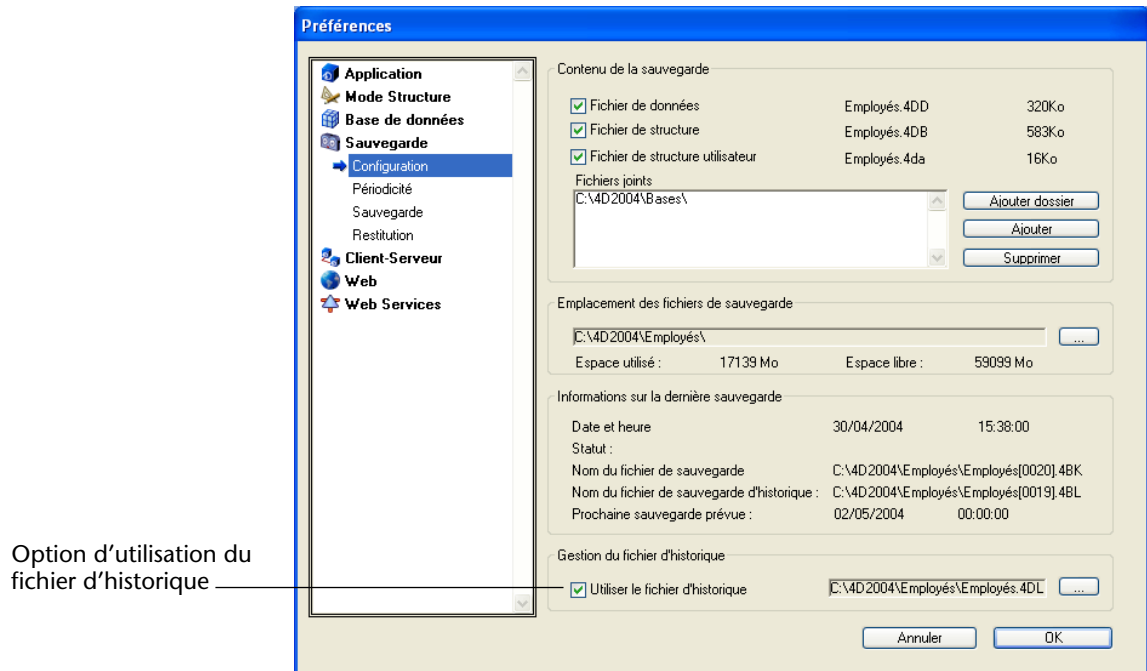 Préférences
Application
Mode Structure
Base de données
Sauvegarde
Configuration
Périodicité
Sauvegarde
Restitution
Client-Serveur
Web
Web Services
Contenu de la sauvegarde
Fichier de données Employés.4DD 320Ko
Fichier de structure Employés.4DB 583Ko
Fichier de structure utilisateur Employés.4da 16Ko
Fichiers joints
C:\4D2004\Bases\
Ajouter dossier
Ajouter
Supprimer
Emplacement des fichiers de sauvegarde
C:\4D2004\Employés\
...
Espace utilisé : 17139 Mo Espace libre : 59099 Mo
Informations sur la dernière sauvegarde
Date et heure 30/04/2004 15:38:00
Statut :
Nom du fichier de sauvegarde C:\4D2004\Employés\Employés[0020].4BK
Nom du fichier de sauvegarde d'historique : C:\4D2004\Employés\Employés[0019].4BL
Prochaine sauvegarde prévue : 02/05/2004 00:00:00
Gestion du fichier d'historique
Utiliser le fichier d'historique C:\4D2004\Employés\Employés.4DL ...
Annuler OK
Option d’utilisation du
fichier d’historique